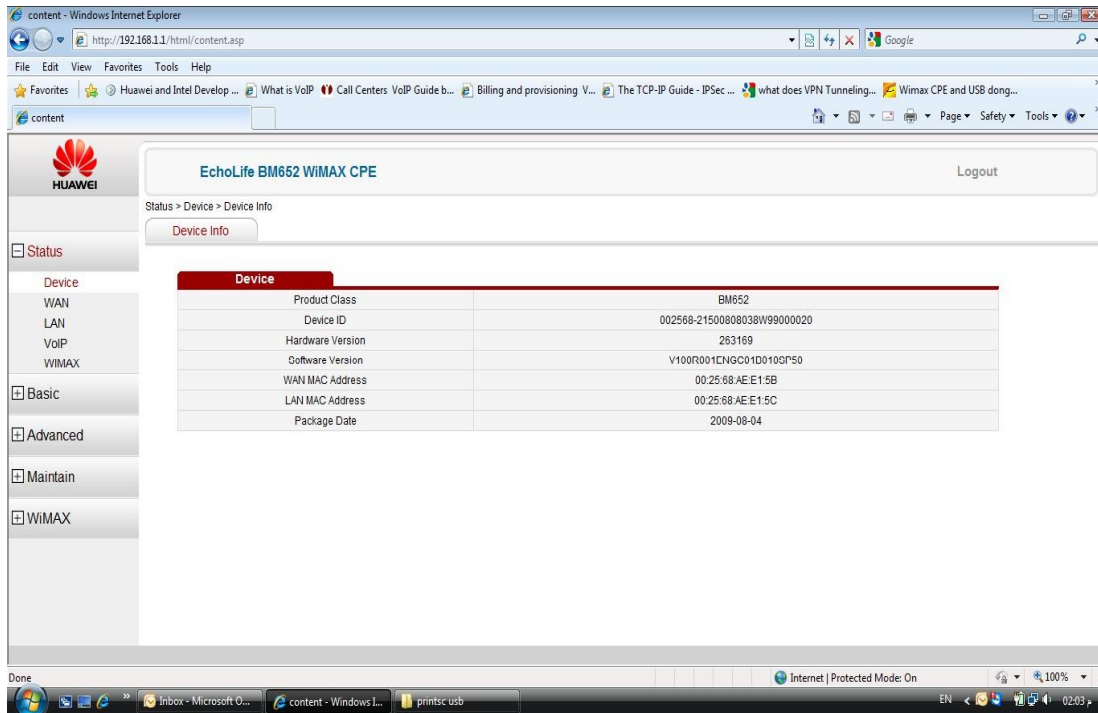 content - Windows Internet Explorer
http://192.168.1.1/html/content.asp
Google
File Edit View Favorites Tools Help
Favorites Huawei and Intel Develop ... What is VoIP Call Centers VoIP Guide b... Billing and provisioning V... The TCP-IP Guide - IPSec ... what does VPN Tunneling... Wimax CPE and USB dong...
content Page Safety Tools
HUAWEI
EchoLife BM652 WiMAX CPE Logout
Status > Device > Device Info
Device Info
Status
Device
WAN
LAN
VoIP
WIMAX
Basic
Advanced
Maintain
WiMAX
Device
Product Class BM652
Device ID 002568-21500808038W99000020
Hardware Version 263169
Software Version
WAN MAC Address 00:25:68:AE:E1:5B
LAN MAC Address 00:25:68:AE:E1:5C
Package Date 2009-08-04
Done Internet | Protected Mode: On 100%
Inbox - Microsoft O... content - Windows I... printsc usb EN 02:03 م